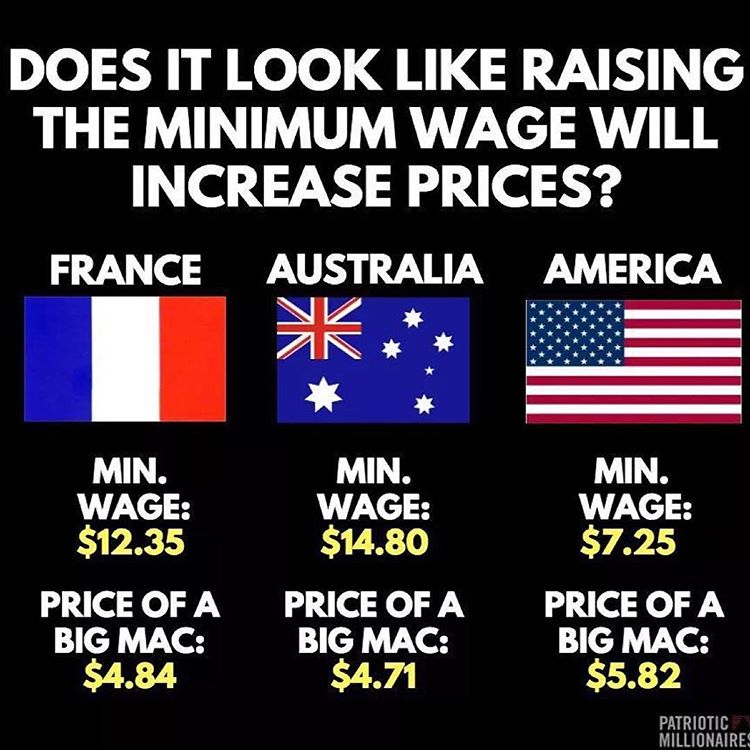 DOES IT LOOK LIKE RAISING
THE MINIMUM WAGE WILL
INCREASE PRICES?
FRANCE
AUSTRALIA
AMERICA
MIN.
WAGE:
$12.35
MIN.
WAGE:
$14.80
MIN.
WAGE:
$7.25
PRICE OF A
BIG MAC:
$4.84
PRICE OF A
BIG MAC:
$4.71
PRICE OF A
BIG MAC:
$5.82
PATRIOTIC
MILLIONAIRES